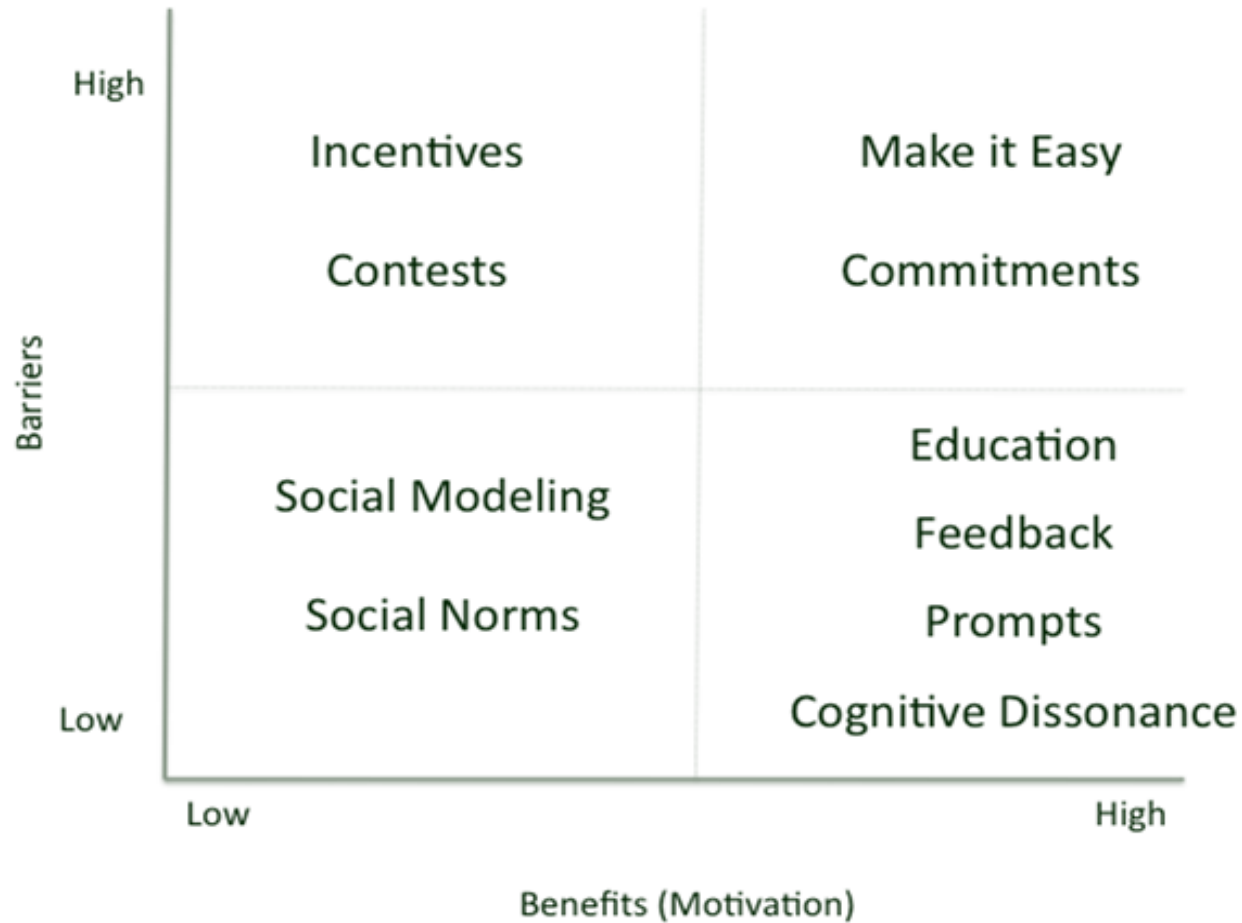 High
Incentives
Make it Easy
Contests
Commitments
Barriers
Education
Social Modeling
Feedback
Social Norms
Prompts
Cognitive Dissonance
Low
Low
High
Benefits (Motivation)